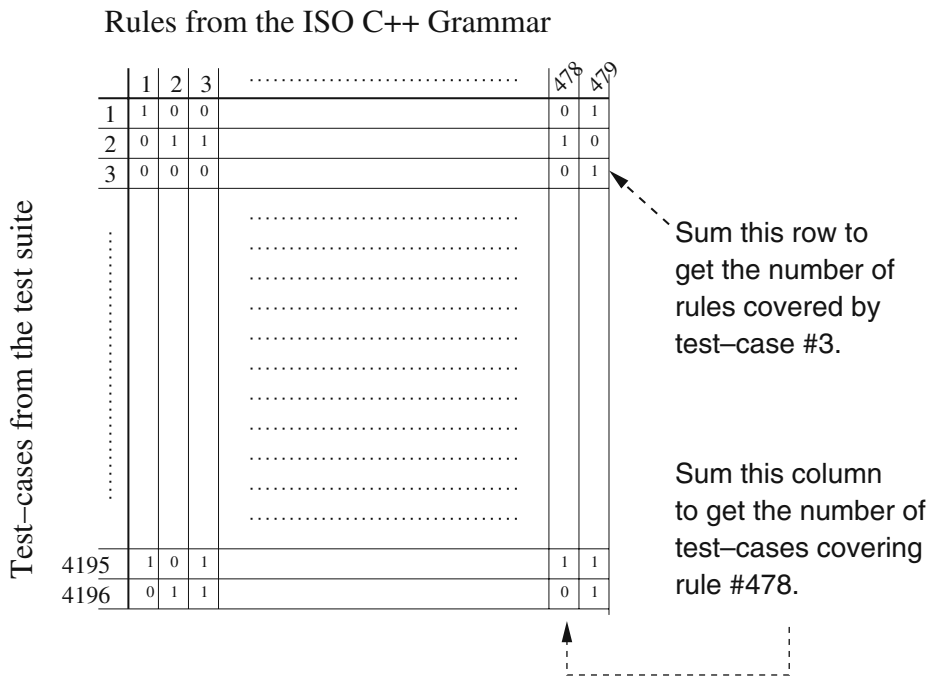 Rules from the ISO C++ Grammar
1 2 3 ........................................ 478 479
1 1 0 0 0 1
2 0 1 1 1 0
3 0 0 0 0 1
Test–cases from the test suite
Sum this row to
get the number of
rules covered by
test–case #3.
Sum this column
to get the number of
test–cases covering
rule #478.
4195 1 0 1 1 1
4196 0 1 1 0 1